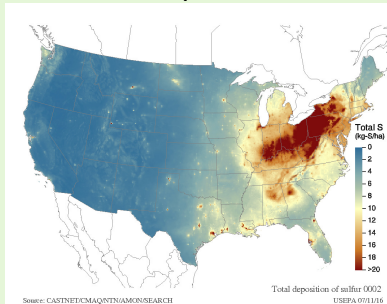 Total S
(kg-S/ha)
0
2
4
6
8
10
12
14
16
18
>20
Total deposition of sulfur 0002
Source: CASTNET/CMAQ/NTN/AMON/SEARCH
USEPA 07/11/16